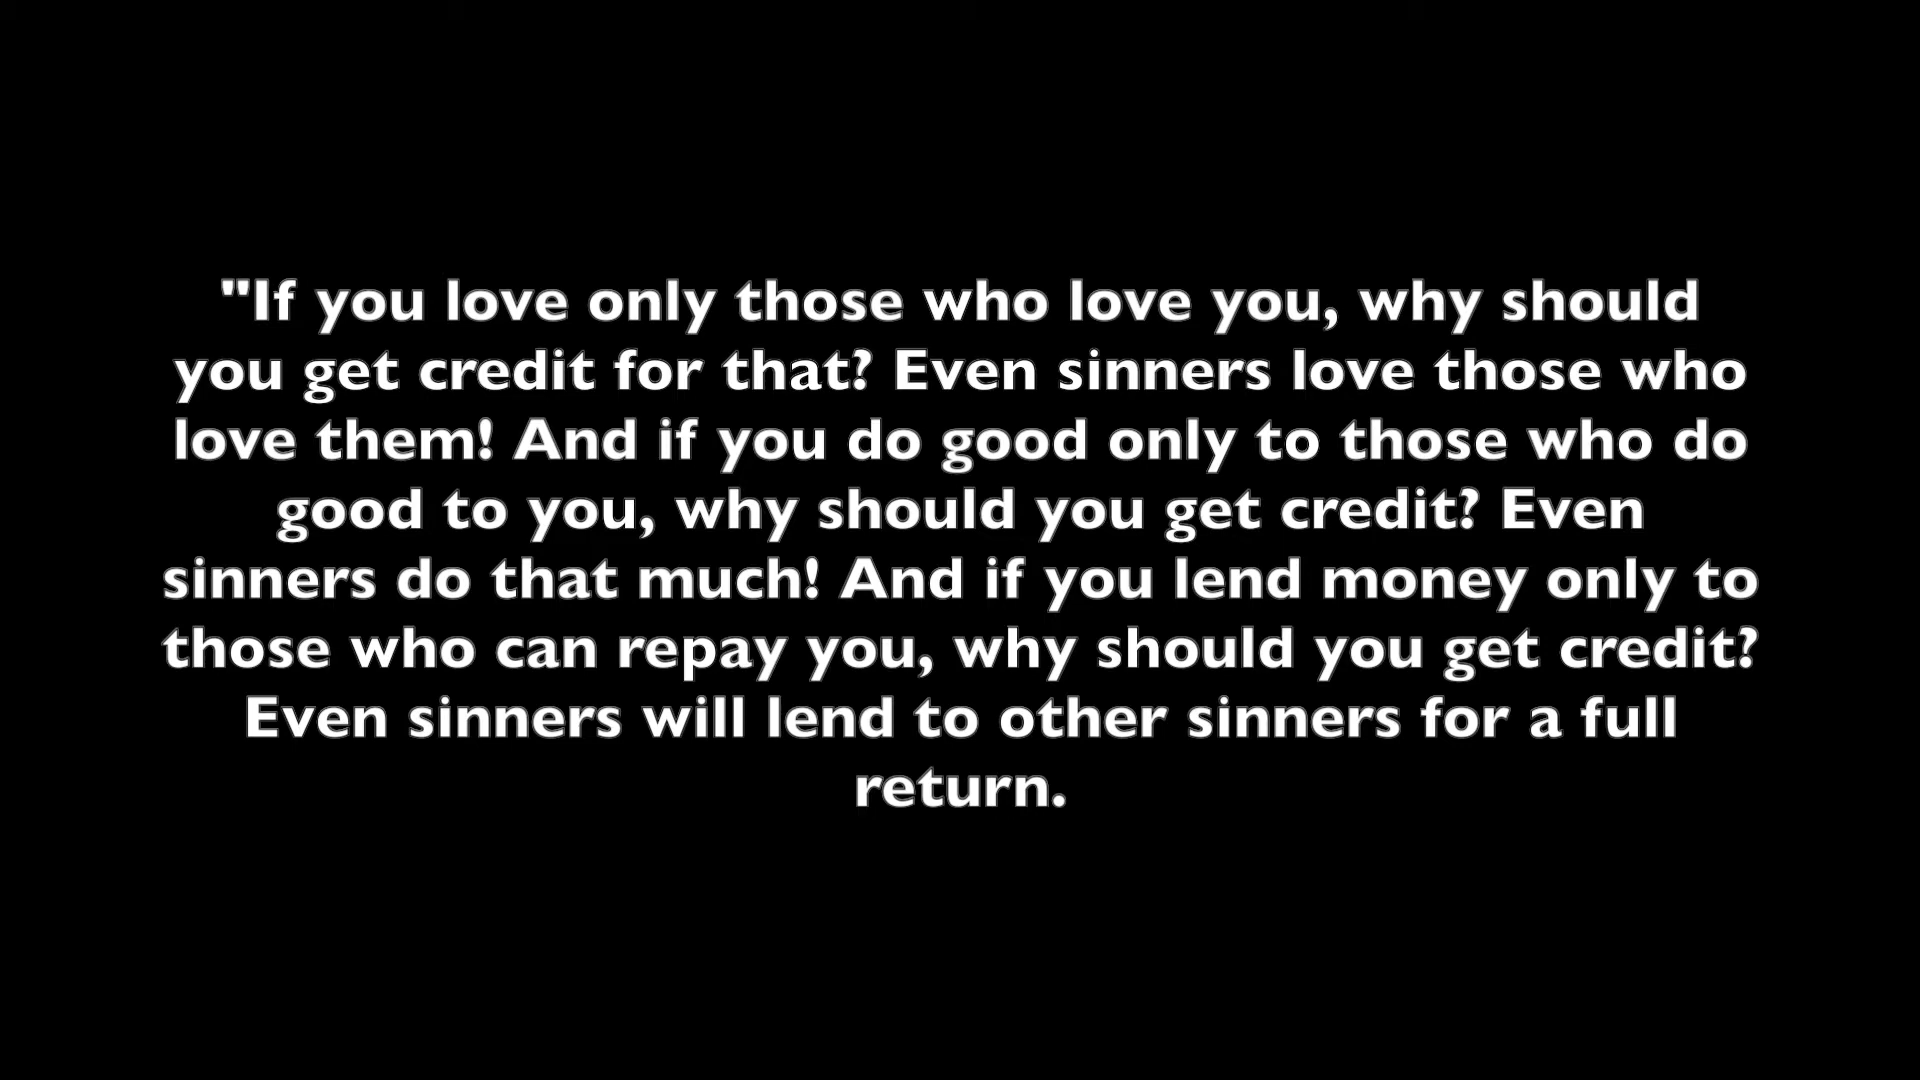 "If you love only those who love you, why should
you get credit for that? Even sinners love those who
love them! And if you do good only to those who do
good to you, why should you get credit? Even
sinners do that much! And if you lend money only to
those who can repay you, why should you get credit?
Even sinners will lend to other sinners for a full
return.